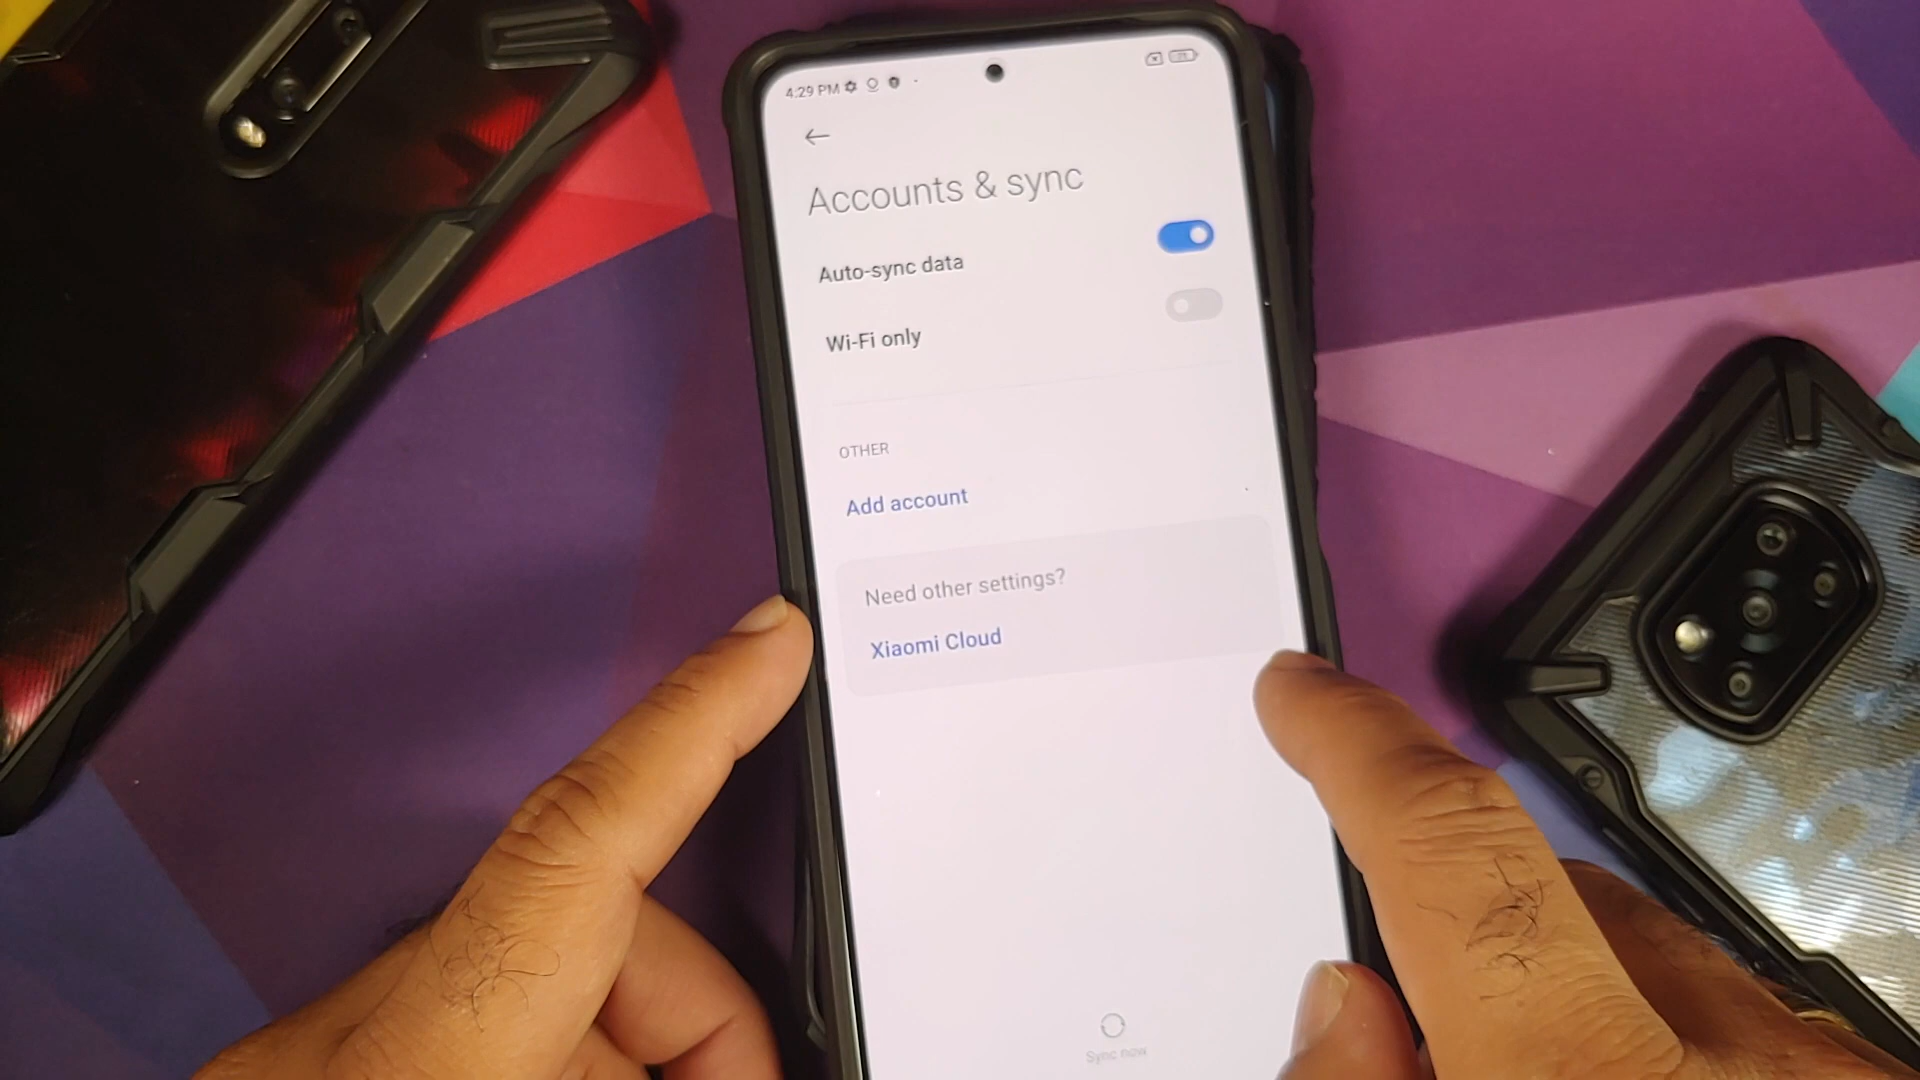 4:29 PM
Accounts & sync
Auto-sync data
Wi-Fi only
OTHER
Add account
Need other settings?
Xiaomi Cloud
Sync now